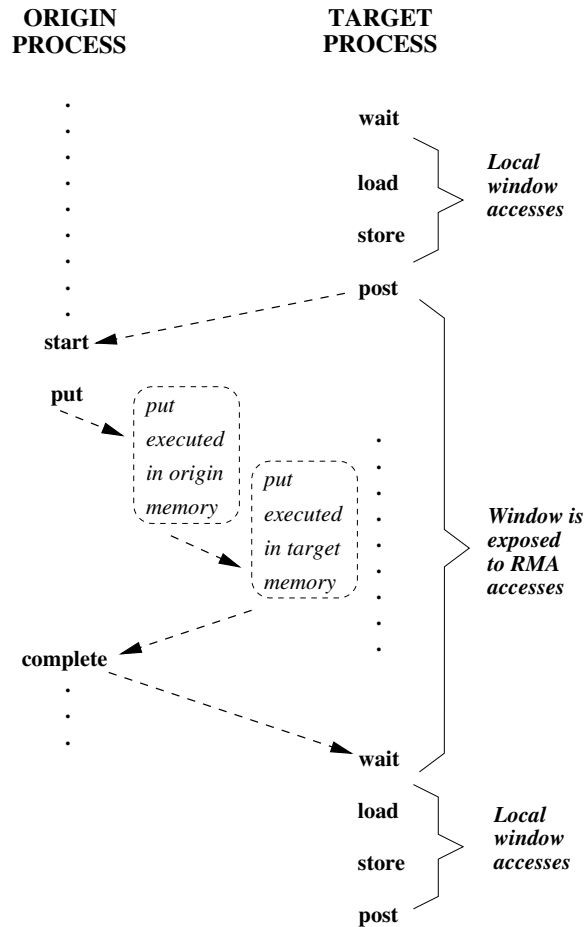 ORIGIN
PROCESS
TARGET
PROCESS
wait
load
store
Local
window
accesses
post
start
put
put
executed
in origin
memory
put
executed
in target
memory
Window is
exposed
to RMA
accesses
complete
wait
load
store
post
Local
window
accesses